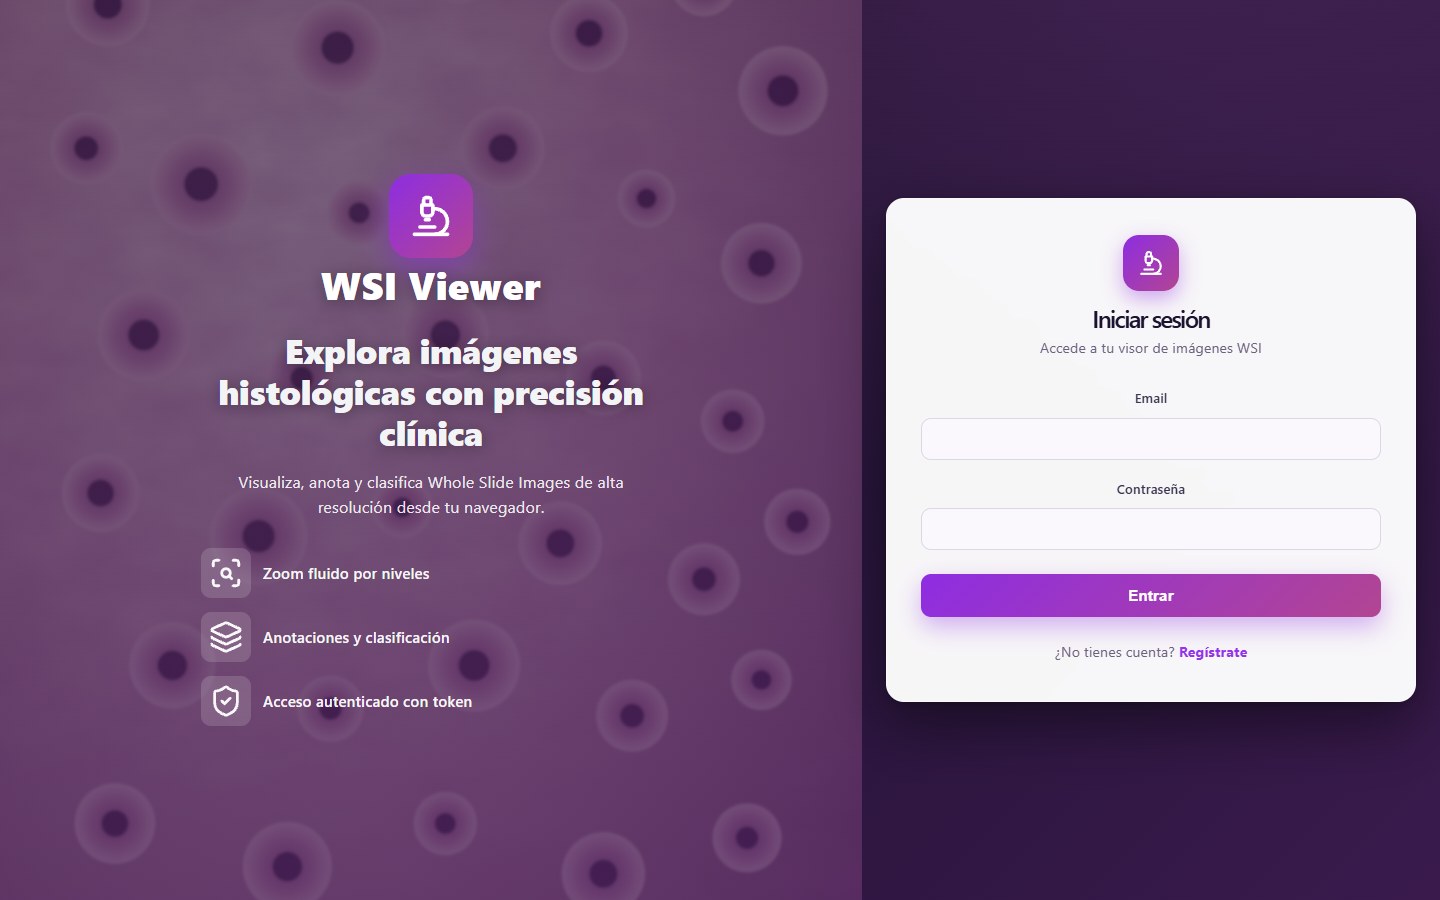 WSI Viewer
Explora imágenes
histológicas con precisión
clínica
Visualiza, anota y clasifica Whole Slide Images de alta
resolución desde tu navegador.
Zoom fluido por niveles
Anotaciones y clasificación
Acceso autenticado con token
Iniciar sesión
Accede a tu visor de imágenes WSI
Email
Contraseña
Entrar
¿No tienes cuenta? Regístrate